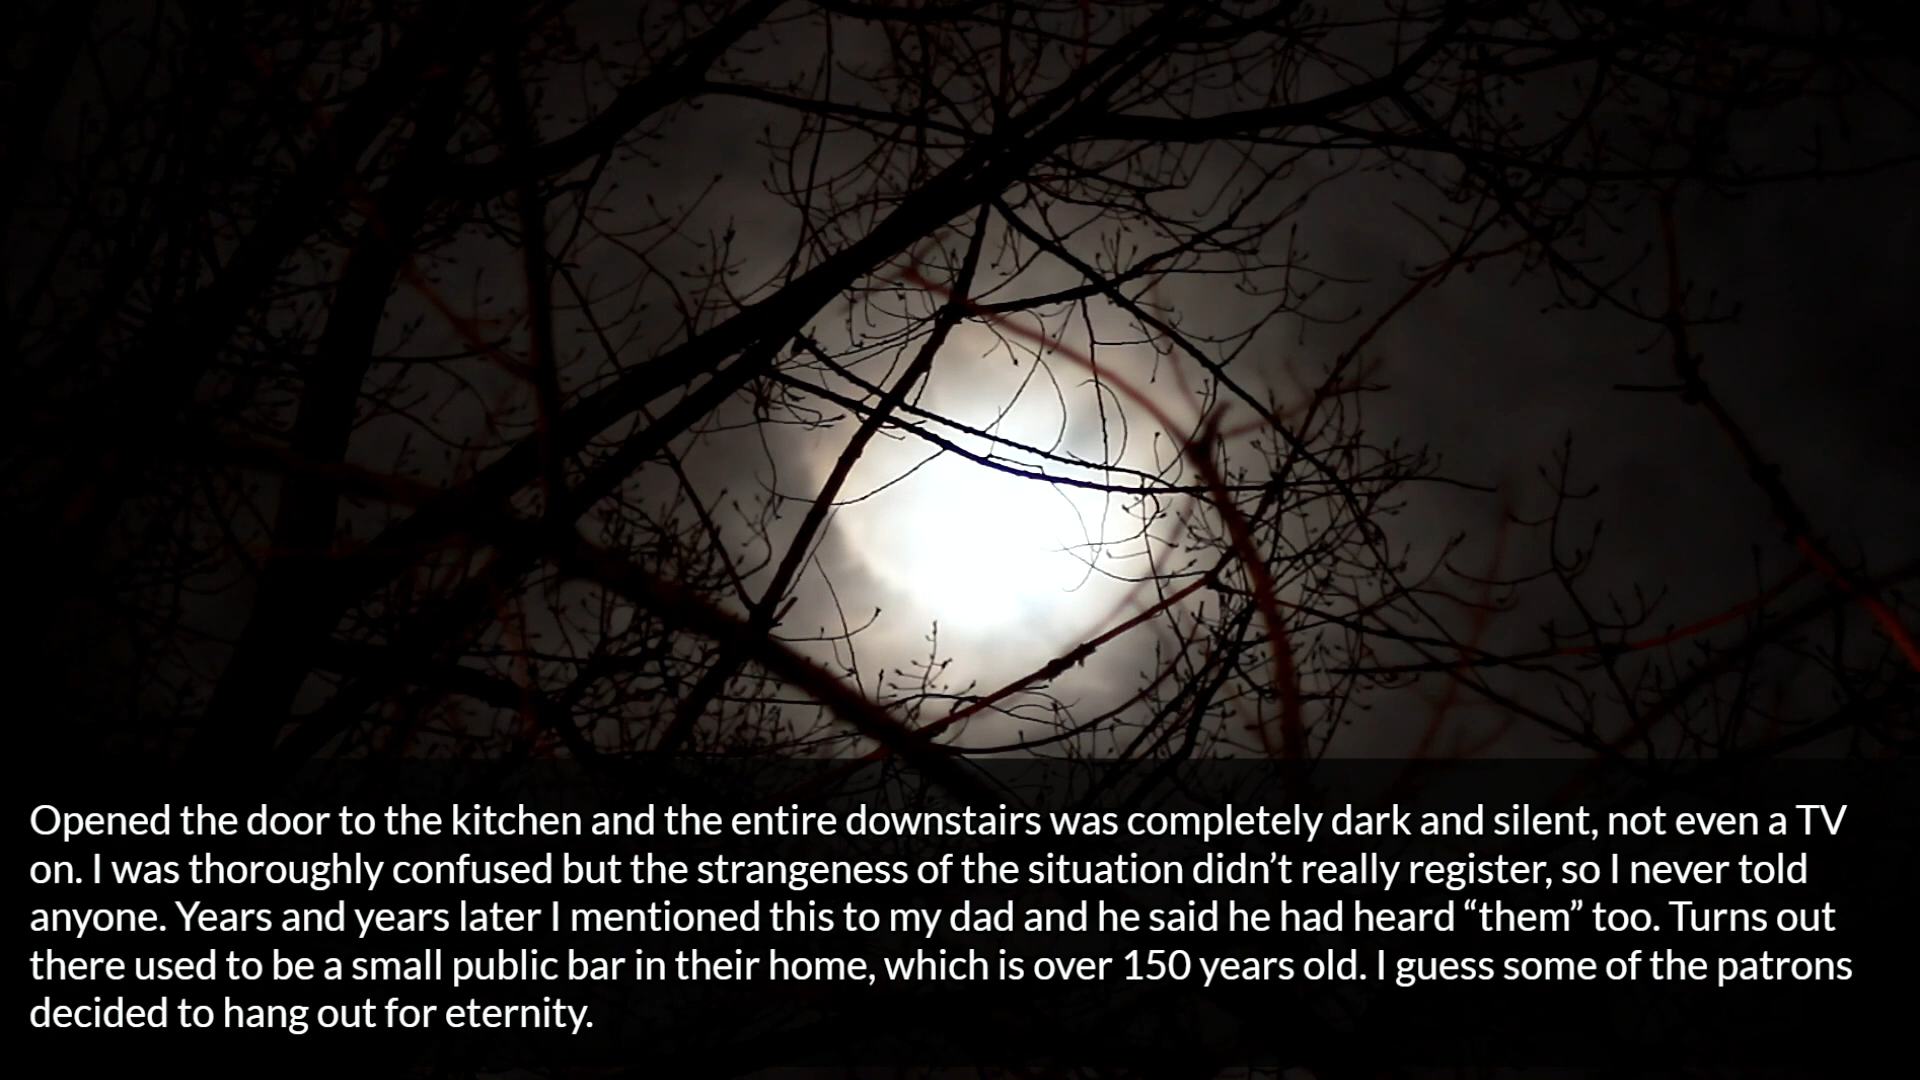 Opened the door to the kitchen and the entire downstairs was completely dark and silent, not even a TV
on. I was thoroughly confused but the strangeness of the situation didn’t really register, so I never told
anyone. Years and years later I mentioned this to my dad and he said he had heard “them” too. Turns out
there used to be a small public bar in their home, which is over 150 years old. I guess some of the patrons
decided to hang out for eternity.